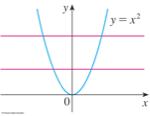 y
y = x²
0
x